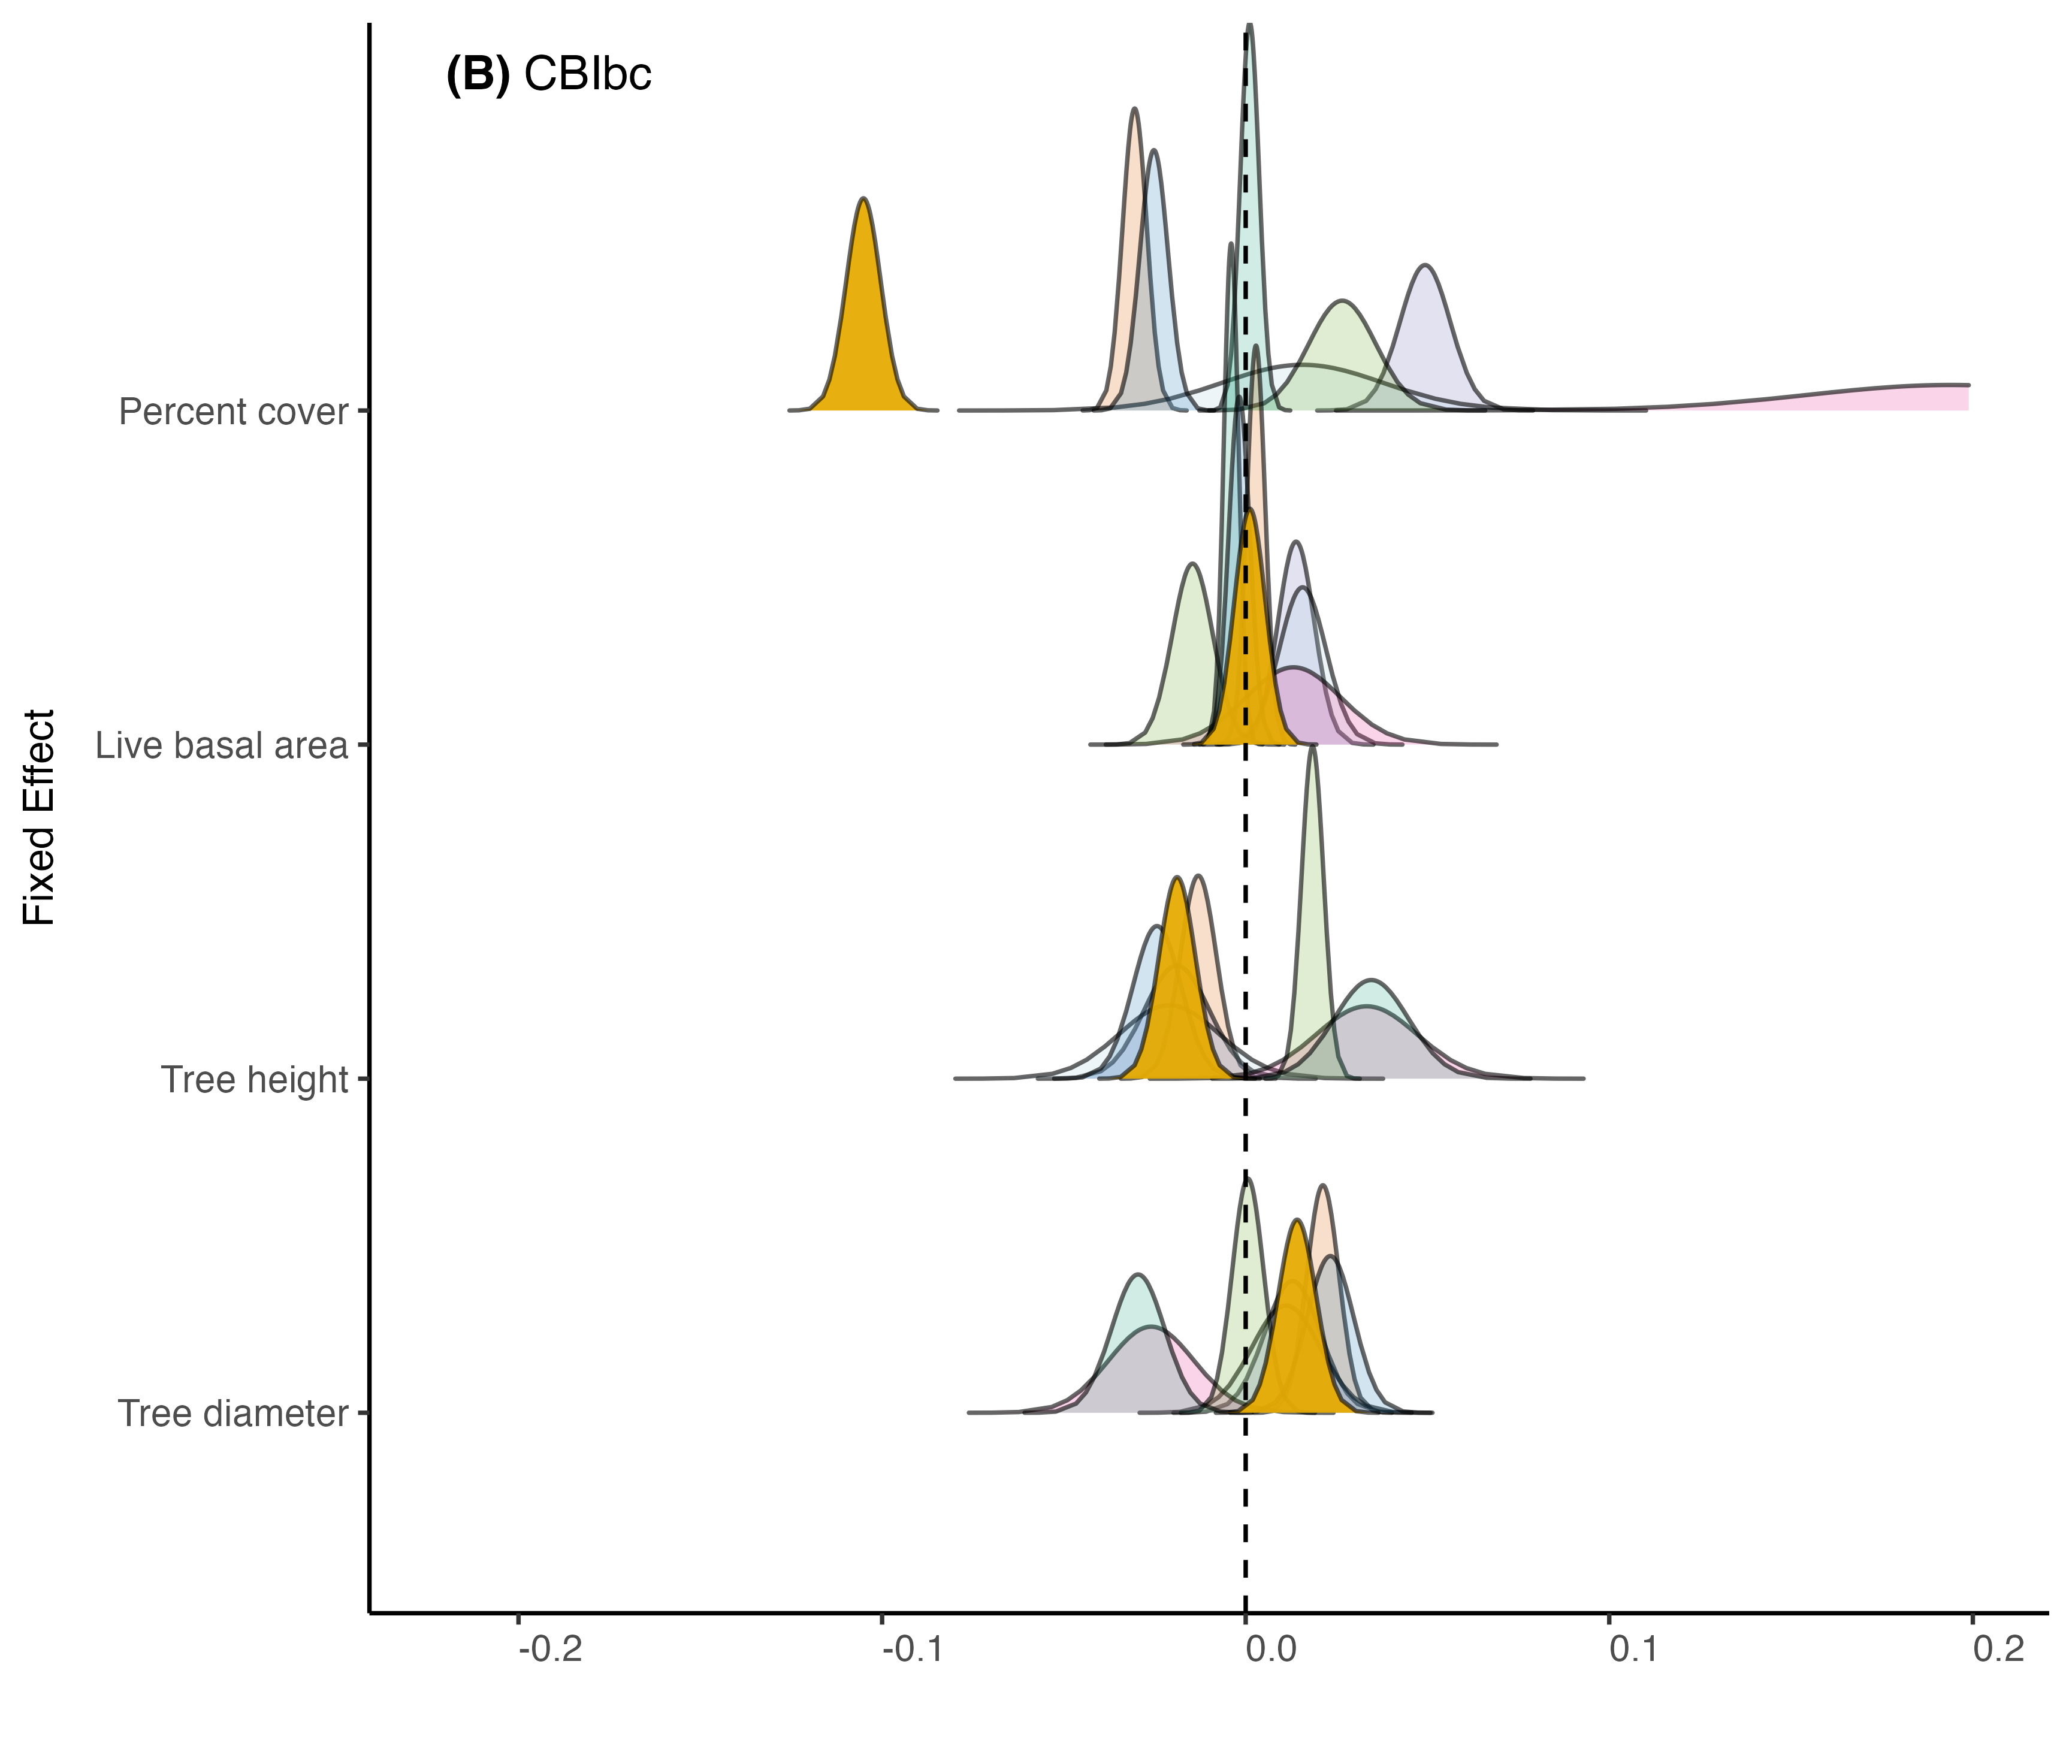 (B) CBIbc
Fixed Effect
Percent cover
Live basal area
Tree height
Tree diameter
-0.2
-0.1
0.0
0.1
0.2